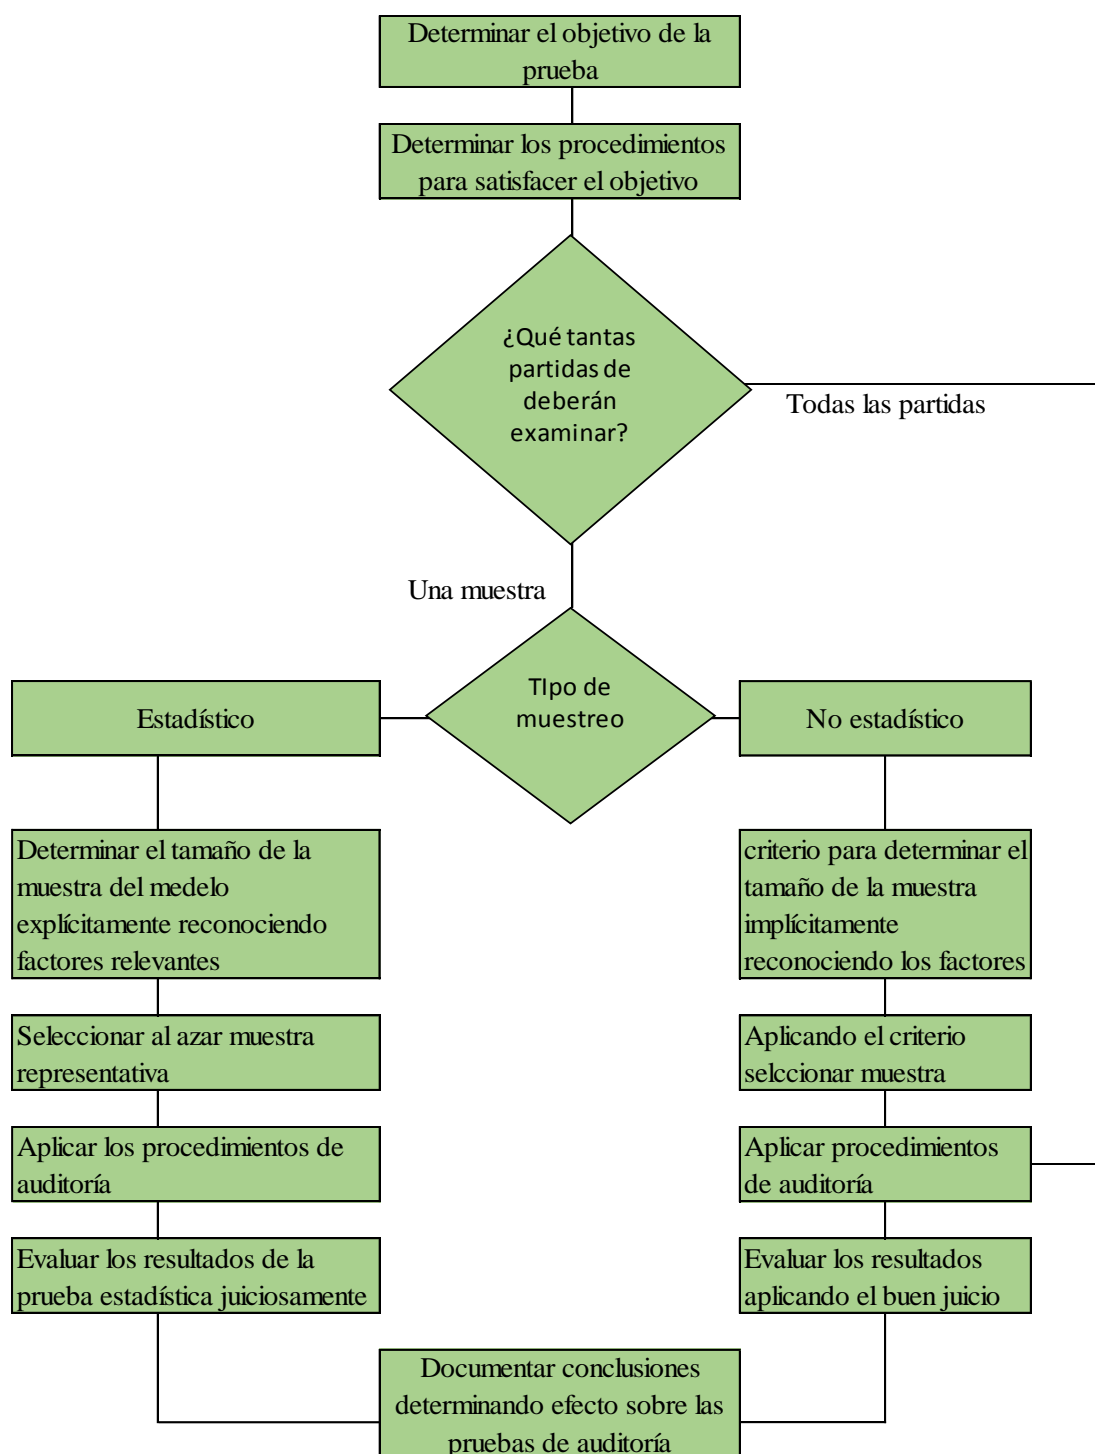 Determinar el objetivo de la
prueba
Determinar los procedimientos
para satisfacer el objetivo
¿Qué tantas
partidas de
deberán
examinar?
Todas las partidas
Una muestra
TIpo de
muestreo
Estadístico
No estadístico
Determinar el tamaño de la
muestra del medelo
explícitamente reconociendo
factores relevantes
criterio para determinar el
tamaño de la muestra
implícitamente
reconociendo los factores
Seleccionar al azar muestra
representativa
Aplicando el criterio
selccionar muestra
Aplicar los procedimientos de
auditoría
Aplicar procedimientos
de auditoría
Evaluar los resultados de la
prueba estadística juiciosamente
Evaluar los resultados
aplicando el buen juicio
Documentar conclusiones
determinando efecto sobre las
pruebas de auditoría